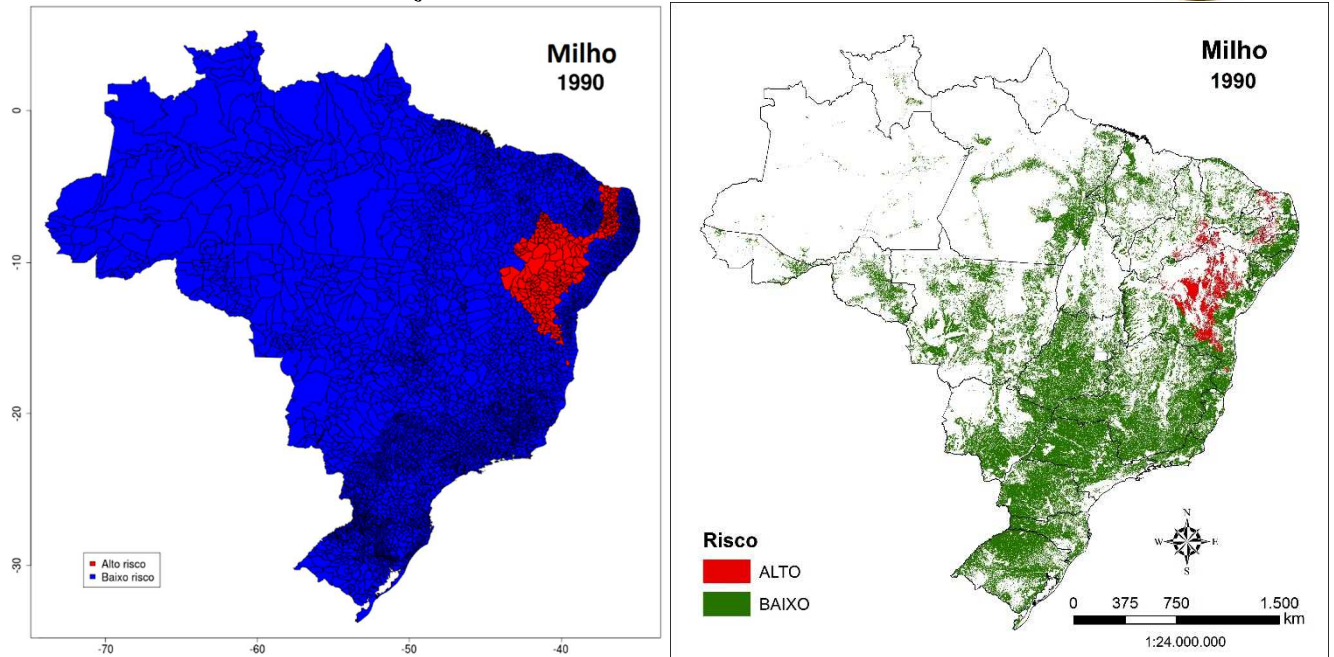 g
Milho
1990
0
-10
-20
-30
Alto risco
Baixo risco
-70
-60
-50
-40
Milho
1990
N
W
E
S
Risco
ALTO
BAIXO
0 375 750 1.500
km
1:24.000.000